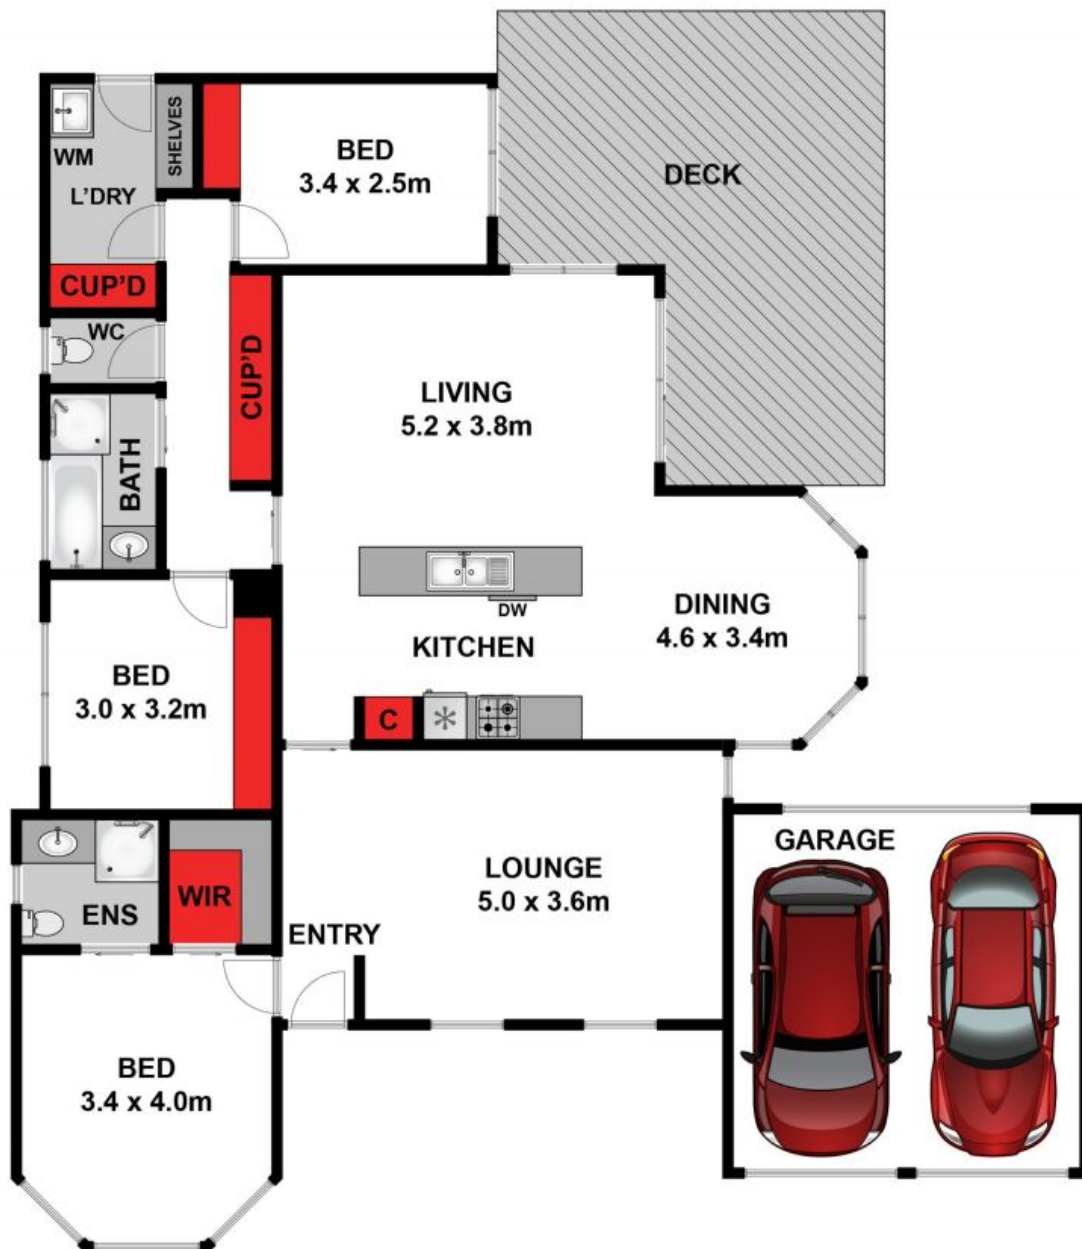 SHELVES
WM
L'DRY
BED
3.4 x 2.5m
DECK
CUP'D
WC
CUP'D
BATH
LIVING
5.2 x 3.8m
DW
KITCHEN
DINING
4.6 x 3.4m
BED
3.0 x 3.2m
C
GARAGE
LOUNGE
5.0 x 3.6m
WIR
ENS
ENTRY
BED
3.4 x 4.0m